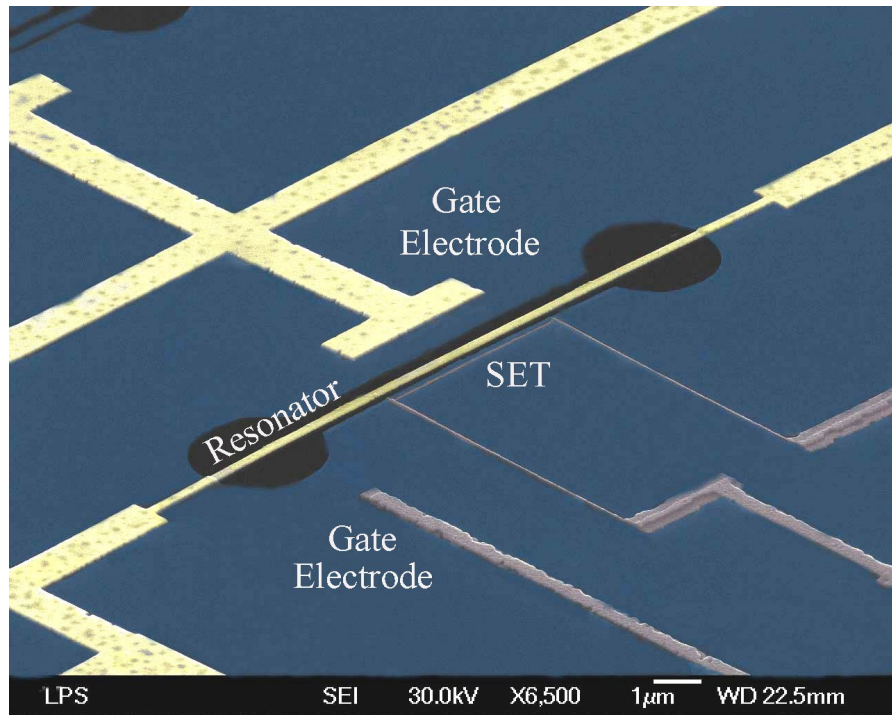 Gate
Electrode
SET
Resonator
Gate
Electrode
LPS SEI 30.0kV X6,500 1μm WD 22.5mm